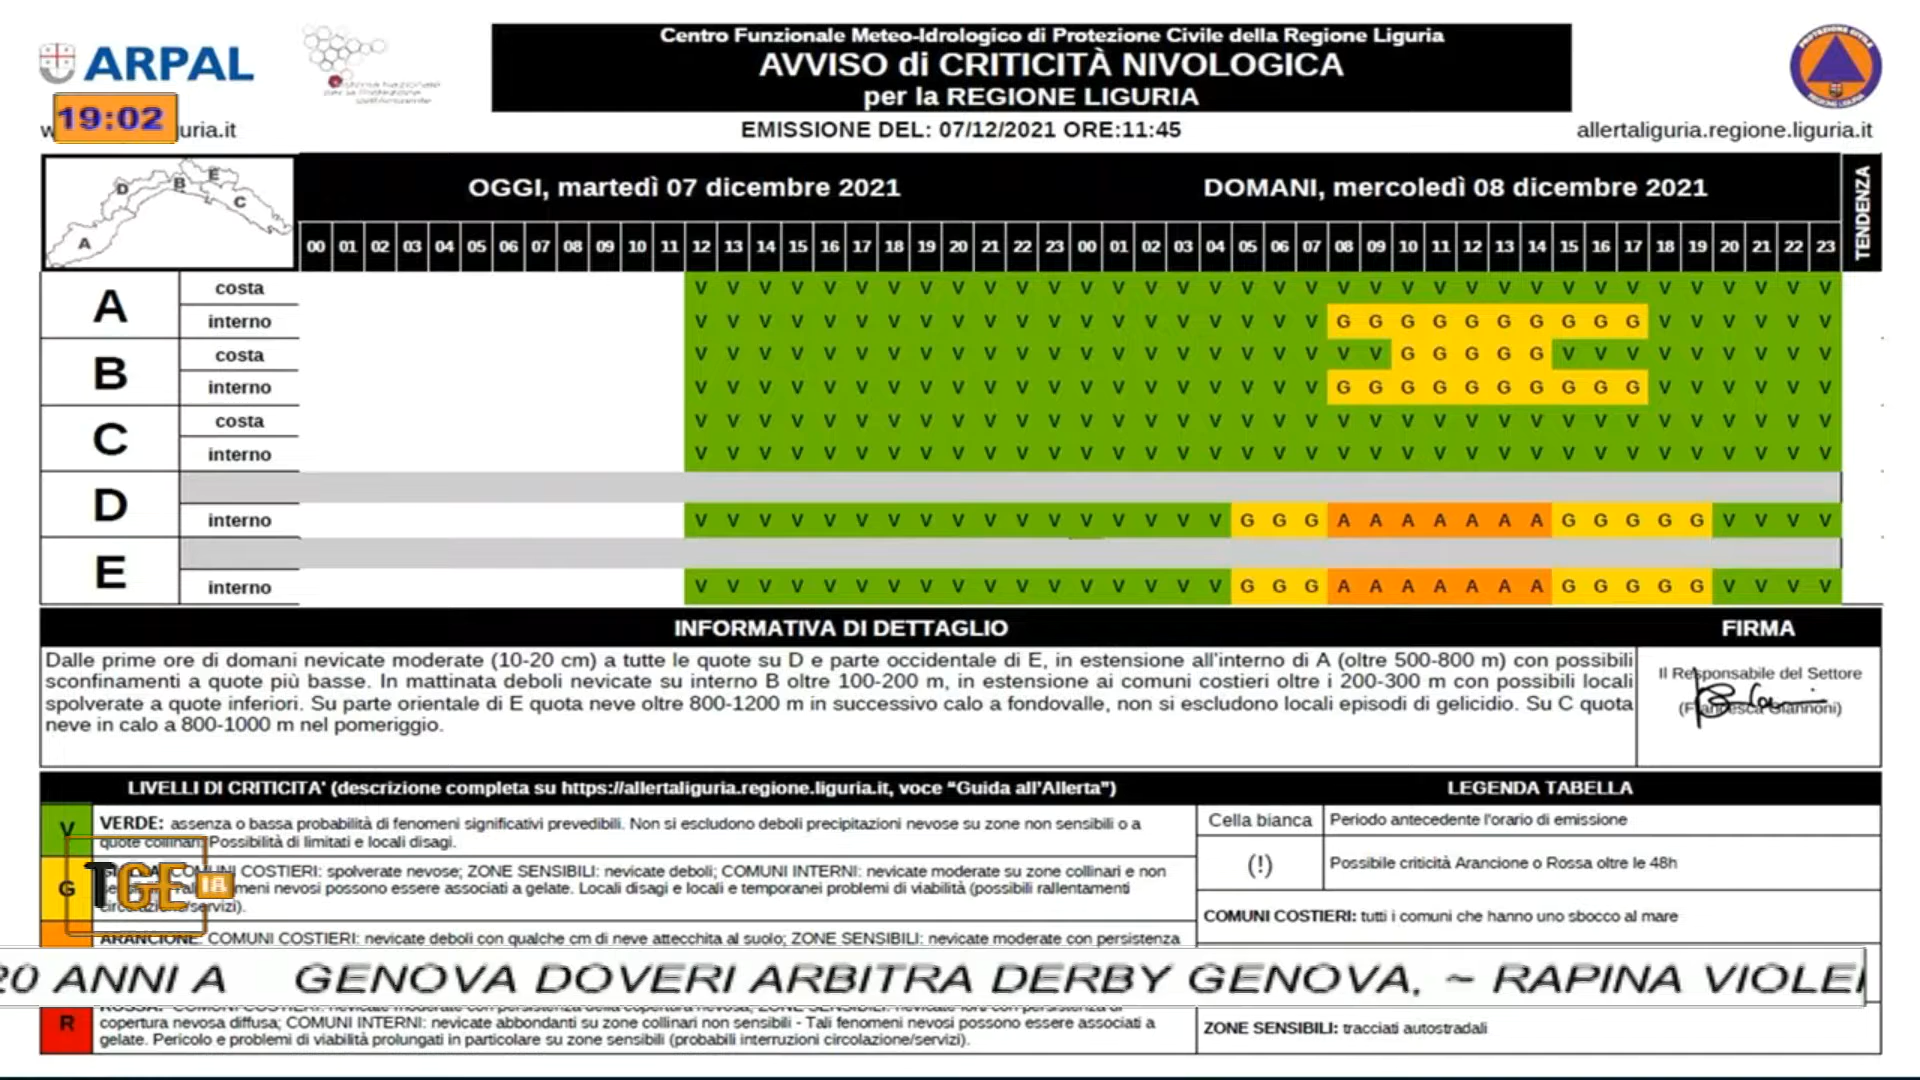 ARPAL
Centro Funzionale Meteo-Idrologico di Protezione Civile della Regione Liguria
AVVISO di CRITICITÀ NIVOLOGICA
per la REGIONE LIGURIA
19:02
uria.it
EMISSIONE DEL: 07/12/2021 ORE:11:45
allertaliguria.regione.liguria.it
A B C D E
OGGI, martedì 07 dicembre 2021
DOMANI, mercoledì 08 dicembre 2021
TENDENZA
00 01 02 03 04 05 06 07 08 09 10 11 12 13 14 15 16 17 18 19 20 21 22 23 00 01 02 03 04 05 06 07 08 09 10 11 12 13 14 15 16 17 18 19 20 21 22 23
A
costa V V V V V V V V V V V V V V V V V V V V V V V V V V V V V V V V V V V V
interno V V V V V V V V V V V V V V V V V V V V G G G G G G G G G G V V V V V V
B
costa V V V V V V V V V V V V V V V V V V V V V V G G G G G V V V V V V V V V
interno V V V V V V V V V V V V V V V V V V V V G G G G G G G G G G V V V V V V
C
costa V V V V V V V V V V V V V V V V V V V V V V V V V V V V V V V V V V V V
interno V V V V V V V V V V V V V V V V V V V V V V V V V V V V V V V V V V V V
D
interno V V V V V V V V V V V V V V V V V G G G A A A A A A A G G G G G V V V V
E
interno V V V V V V V V V V V V V V V V V G G G A A A A A A A G G G G G V V V V
INFORMATIVA DI DETTAGLIO
FIRMA
Dalle prime ore di domani nevicate moderate (10-20 cm) a tutte le quote su D e parte occidentale di E, in estensione all'interno di A (oltre 500-800 m) con possibili
sconfinamenti a quote più basse. In mattinata deboli nevicate su interno B oltre 100-200 m, in estensione ai comuni costieri oltre i 200-300 m con possibili locali
spolverate a quote inferiori. Su parte orientale di E quota neve oltre 800-1200 m in successivo calo a fondovalle, non si escludono locali episodi di gelicidio. Su C quota
neve in calo a 800-1000 m nel pomeriggio.
Il Responsabile del Settore
(Francesca Giannoni)
LIVELLI DI CRITICITA' (descrizione completa su https://allertaliguria.regione.liguria.it, voce “Guida all'Allerta”)
V
VERDE: assenza o bassa probabilità di fenomeni significativi prevedibili. Non si escludono deboli precipitazioni nevose su zone non sensibili o a
quote collinari. Possibilità di limitati e locali disagi.
G
COSTIERI: spolverate nevose; ZONE SENSIBILI: nevicate deboli; COMUNI INTERNI: nevicate moderate su zone collinari e non
nevosi possono essere associati a gelate. Locali disagi e locali e temporanei problemi di viabilità (possibili rallentamenti
circolazione/servizi).
TGE IA
ARANCIONE: COMUNI COSTIERI: nevicate deboli con qualche cm di neve attecchita al suolo; ZONE SENSIBILI: nevicate moderate con persistenza
20 ANNI A GENOVA DOVERI ARBITRA DERBY GENOVA, ~ RAPINA VIOLE
R
copertura nevosa diffusa; COMUNI INTERNI: nevicate abbondanti su zone collinari non sensibili - Tali fenomeni nevosi possono essere associati a
gelate. Pericolo e problemi di viabilità prolungati in particolare su zone sensibili (probabili interruzioni circolazione/servizi).
LEGENDA TABELLA
Cella bianca Periodo antecedente l'orario di emissione
(!) Possibile criticità Arancione o Rossa oltre le 48h
COMUNI COSTIERI: tutti i comuni che hanno uno sbocco al mare
ZONE SENSIBILI: tracciati autostradali